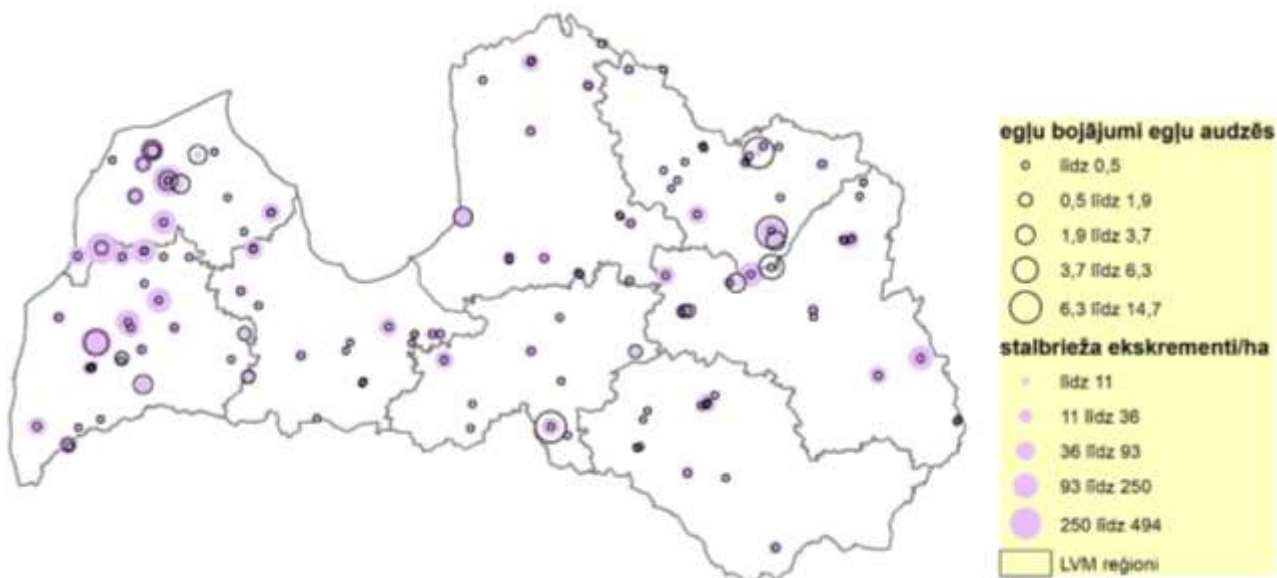 egļu bojājumi egļu audzēs
līdz 0,5
0,5 līdz 1,9
1,9 līdz 3,7
3,7 līdz 6,3
6,3 līdz 14,7
stalbrieža ekskrementi/ha
līdz 11
11 līdz 36
36 līdz 93
93 līdz 250
250 līdz 494
LVM reģioni